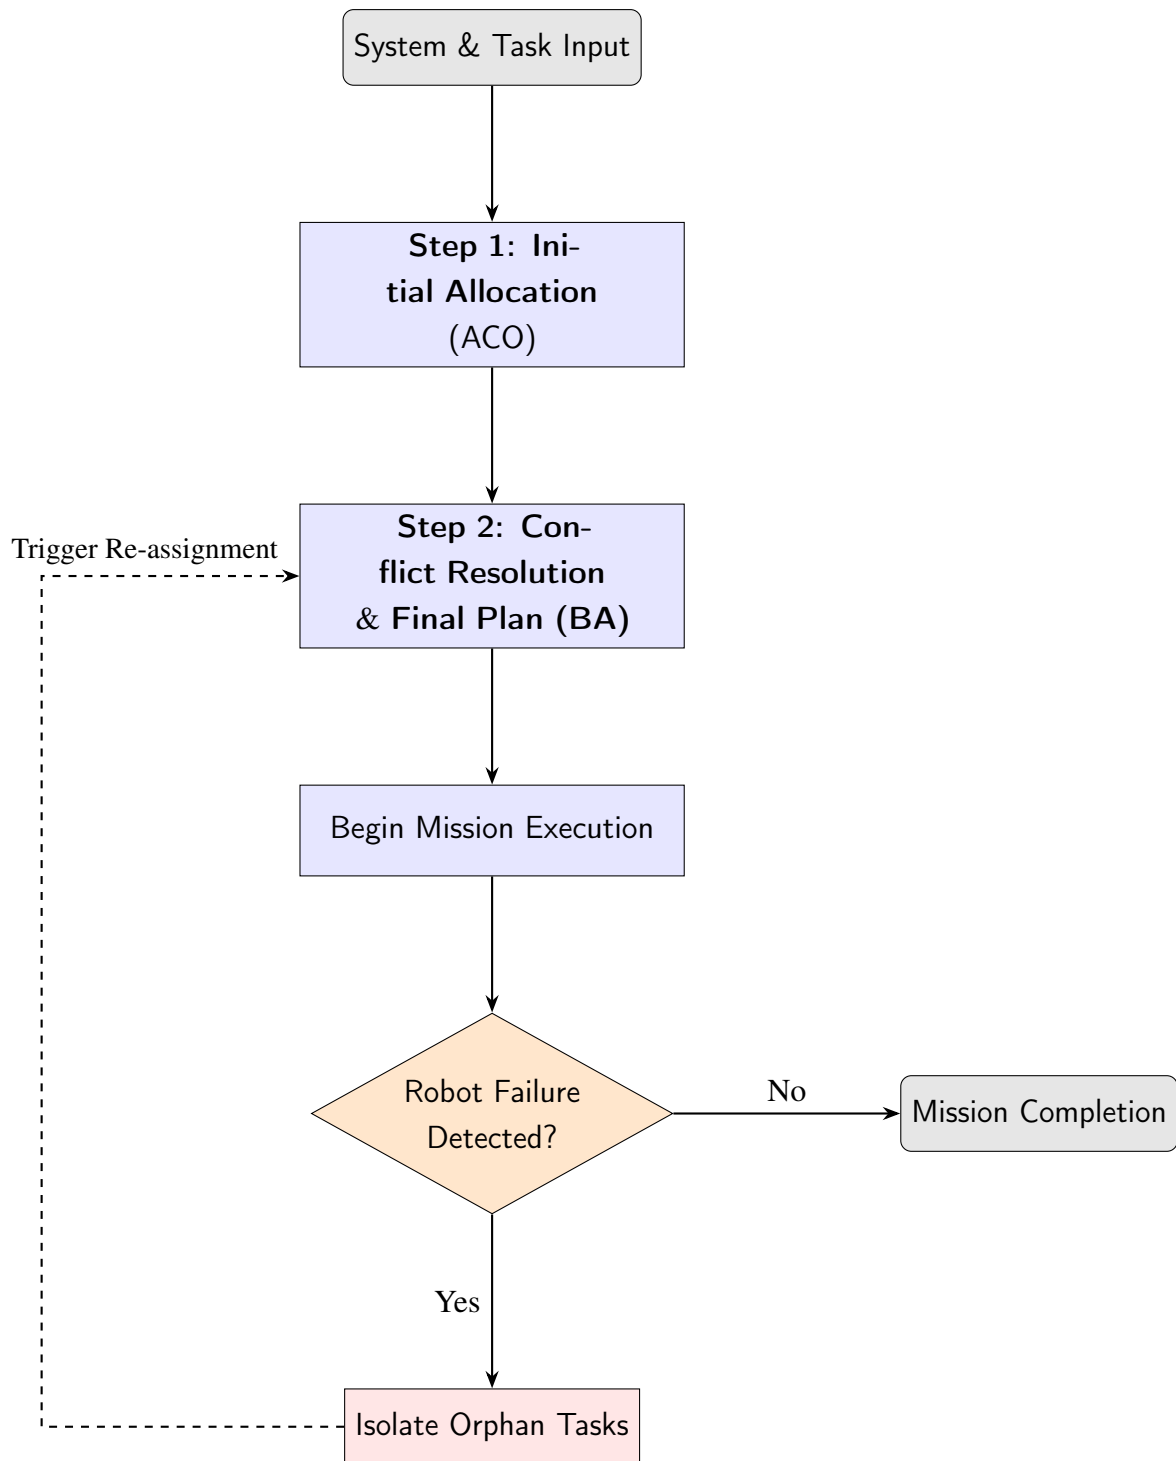 System & Task Input
Step 1: Ini-
tial Allocation
(ACO)
Trigger Re-assignment
Step 2: Con-
flict Resolution
& Final Plan (BA)
Begin Mission Execution
Robot Failure
Detected?
No
Mission Completion
Yes
Isolate Orphan Tasks